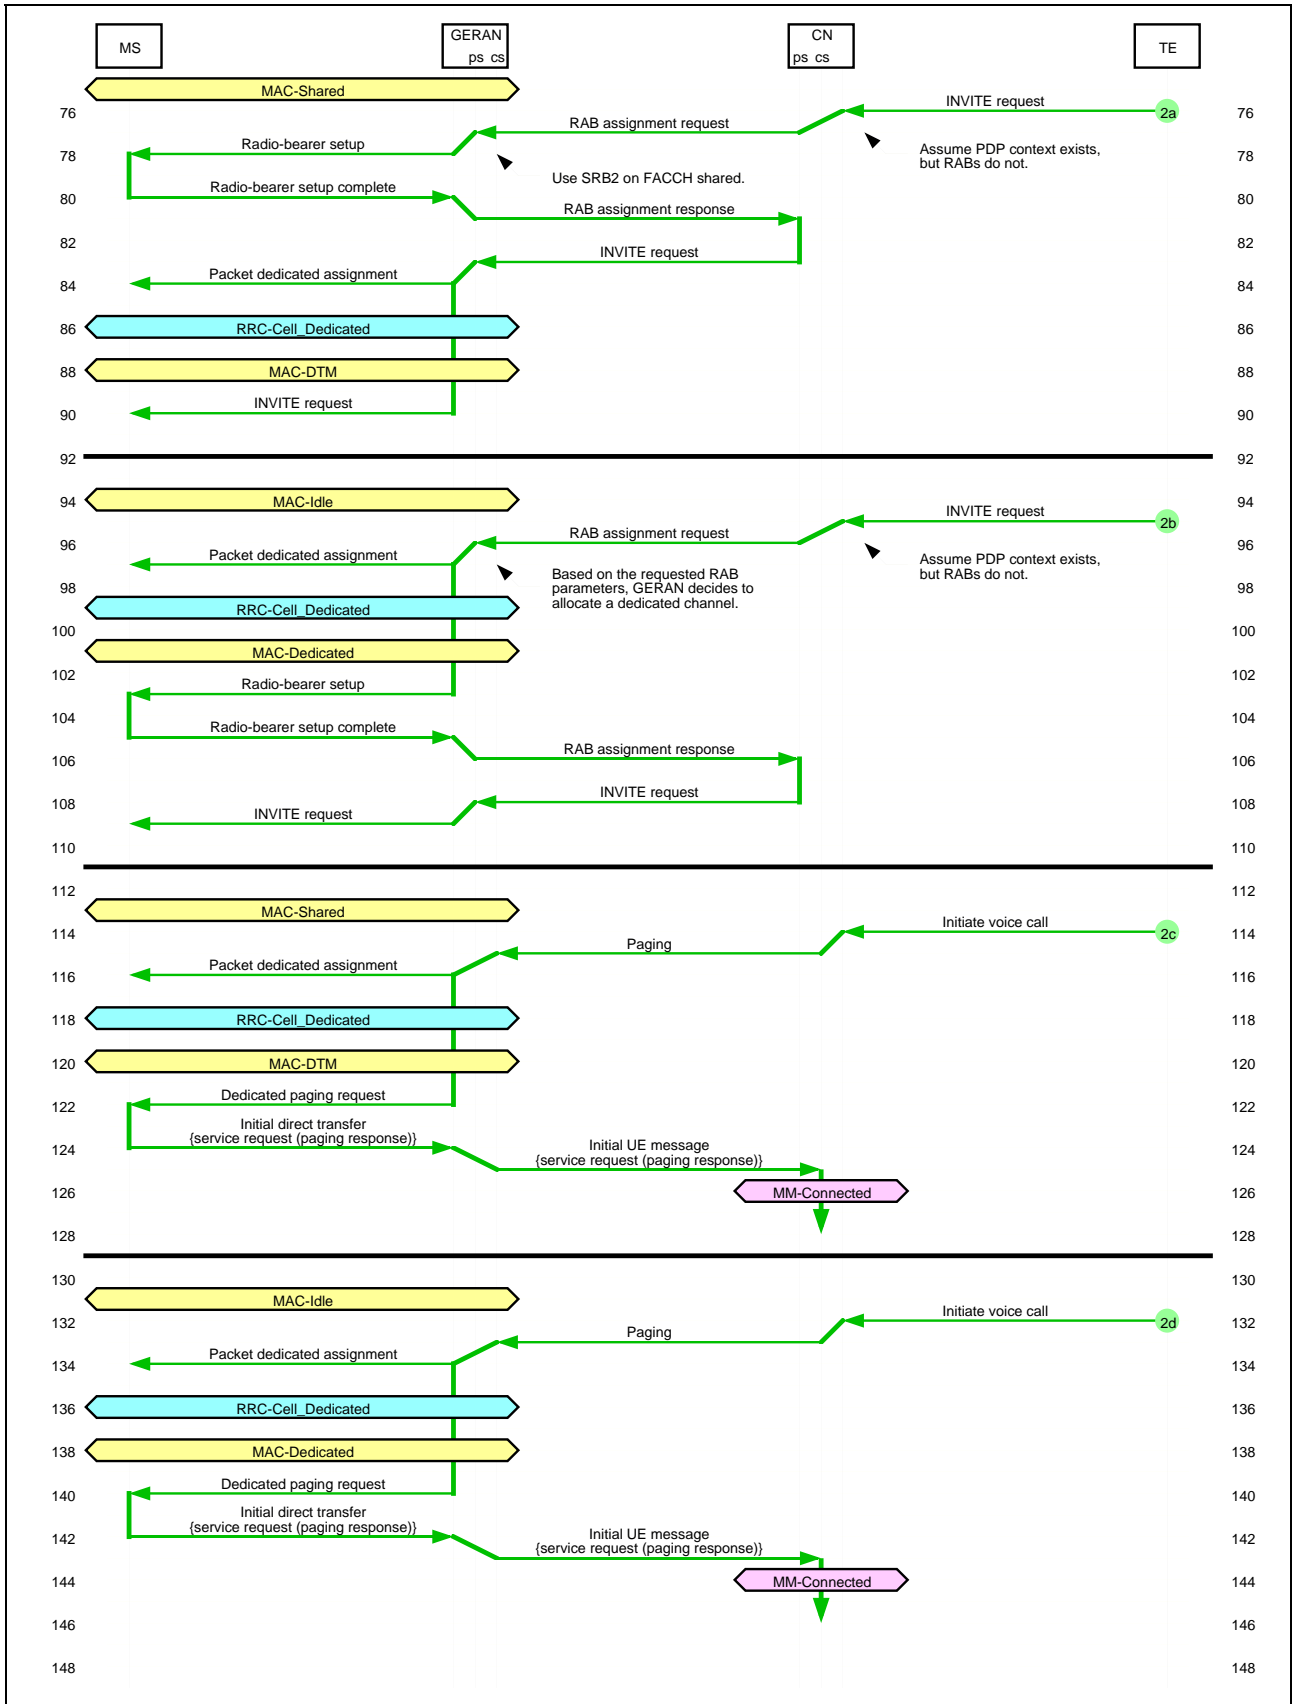 MS GERAN CN TE
ps cs ps cs
MAC-Shared
76 INVITE request 2a 76
RAB assignment request
78 Radio-bearer setup Assume PDP context exists, 78
but RABs do not.
Use SRB2 on FACCH shared.
80 Radio-bearer setup complete 80
RAB assignment response
82 82
INVITE request
84 Packet dedicated assignment 84
86 RRC-Cell_Dedicated 86
88 MAC-DTM 88
90 INVITE request 90
92 92
94 MAC-Idle 94
INVITE request 2b
96 RAB assignment request 96
Packet dedicated assignment Assume PDP context exists,
but RABs do not.
98 Based on the requested RAB 98
parameters, GERAN decides to
allocate a dedicated channel.
RRC-Cell_Dedicated
100 100
MAC-Dedicated
102 102
Radio-bearer setup
104 104
Radio-bearer setup complete
106 RAB assignment response 106
108 INVITE request 108
INVITE request
110 110
112 112
MAC-Shared
114 Initiate voice call 2c 114
Paging
116 Packet dedicated assignment 116
118 RRC-Cell_Dedicated 118
120 MAC-DTM 120
122 Dedicated paging request 122
Initial direct transfer
{service request (paging response)}
124 Initial UE message 124
{service request (paging response)}
126 MM-Connected 126
128 128
130 130
MAC-Idle
132 Initiate voice call 2d 132
Paging
134 Packet dedicated assignment 134
136 RRC-Cell_Dedicated 136
138 MAC-Dedicated 138
140 Dedicated paging request 140
Initial direct transfer
{service request (paging response)}
142 Initial UE message 142
{service request (paging response)}
144 MM-Connected 144
146 146
148 148